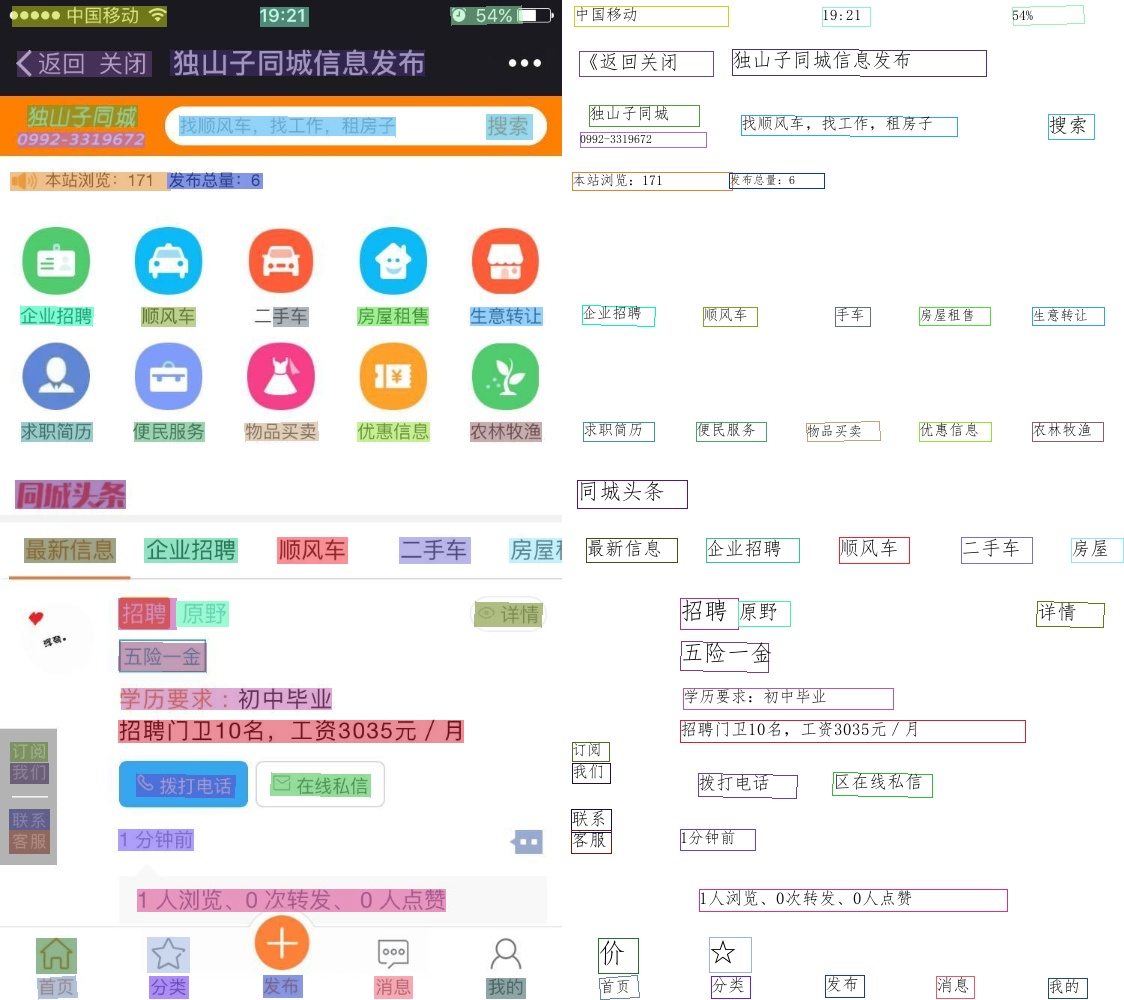 中国移动 19:21 54% 中国移动 19:21 54%
返回 关闭 独山子同城信息发布 《返回关闭 独山子同城信息发布
独山子同城 找顺风车，找工作，租房子 搜索 独山子同城 找顺风车，找工作，租房子 搜索
0992-3319672 0992-3319672
本站浏览：171 发布总量：6 本站浏览：171 发布总量：6
企业招聘 顺风车 二手车 房屋租售 生意转让 企业招聘 顺风车 手车 房屋租售 生意转让
求职简历 便民服务 物品买卖 优惠信息 农林牧渔 求职简历 便民服务 物品买卖 优惠信息 农林牧渔
同城头条 同城头条
最新信息 企业招聘 顺风车 二手车 房屋 最新信息 企业招聘 顺风车 二手车 房屋
招聘 原野 详情 招聘 原野 详情
五险一金 五险一金
学历要求：初中毕业 学历要求：初中毕业
招聘门卫10名，工资3035元／月 招聘门卫10名，工资3035元／月
订阅 订阅
我们 我们
拨打电话 在线私信 拨打电话 区在线私信
联系 联系
客服 客服
1 分钟前 1分钟前
1 人浏览、0 次转发、 0 人点赞 1人浏览、0次转发、0人点赞
价 ☆
首页 分类 发布 消息 我的 首页 分类 发布 消息 我的